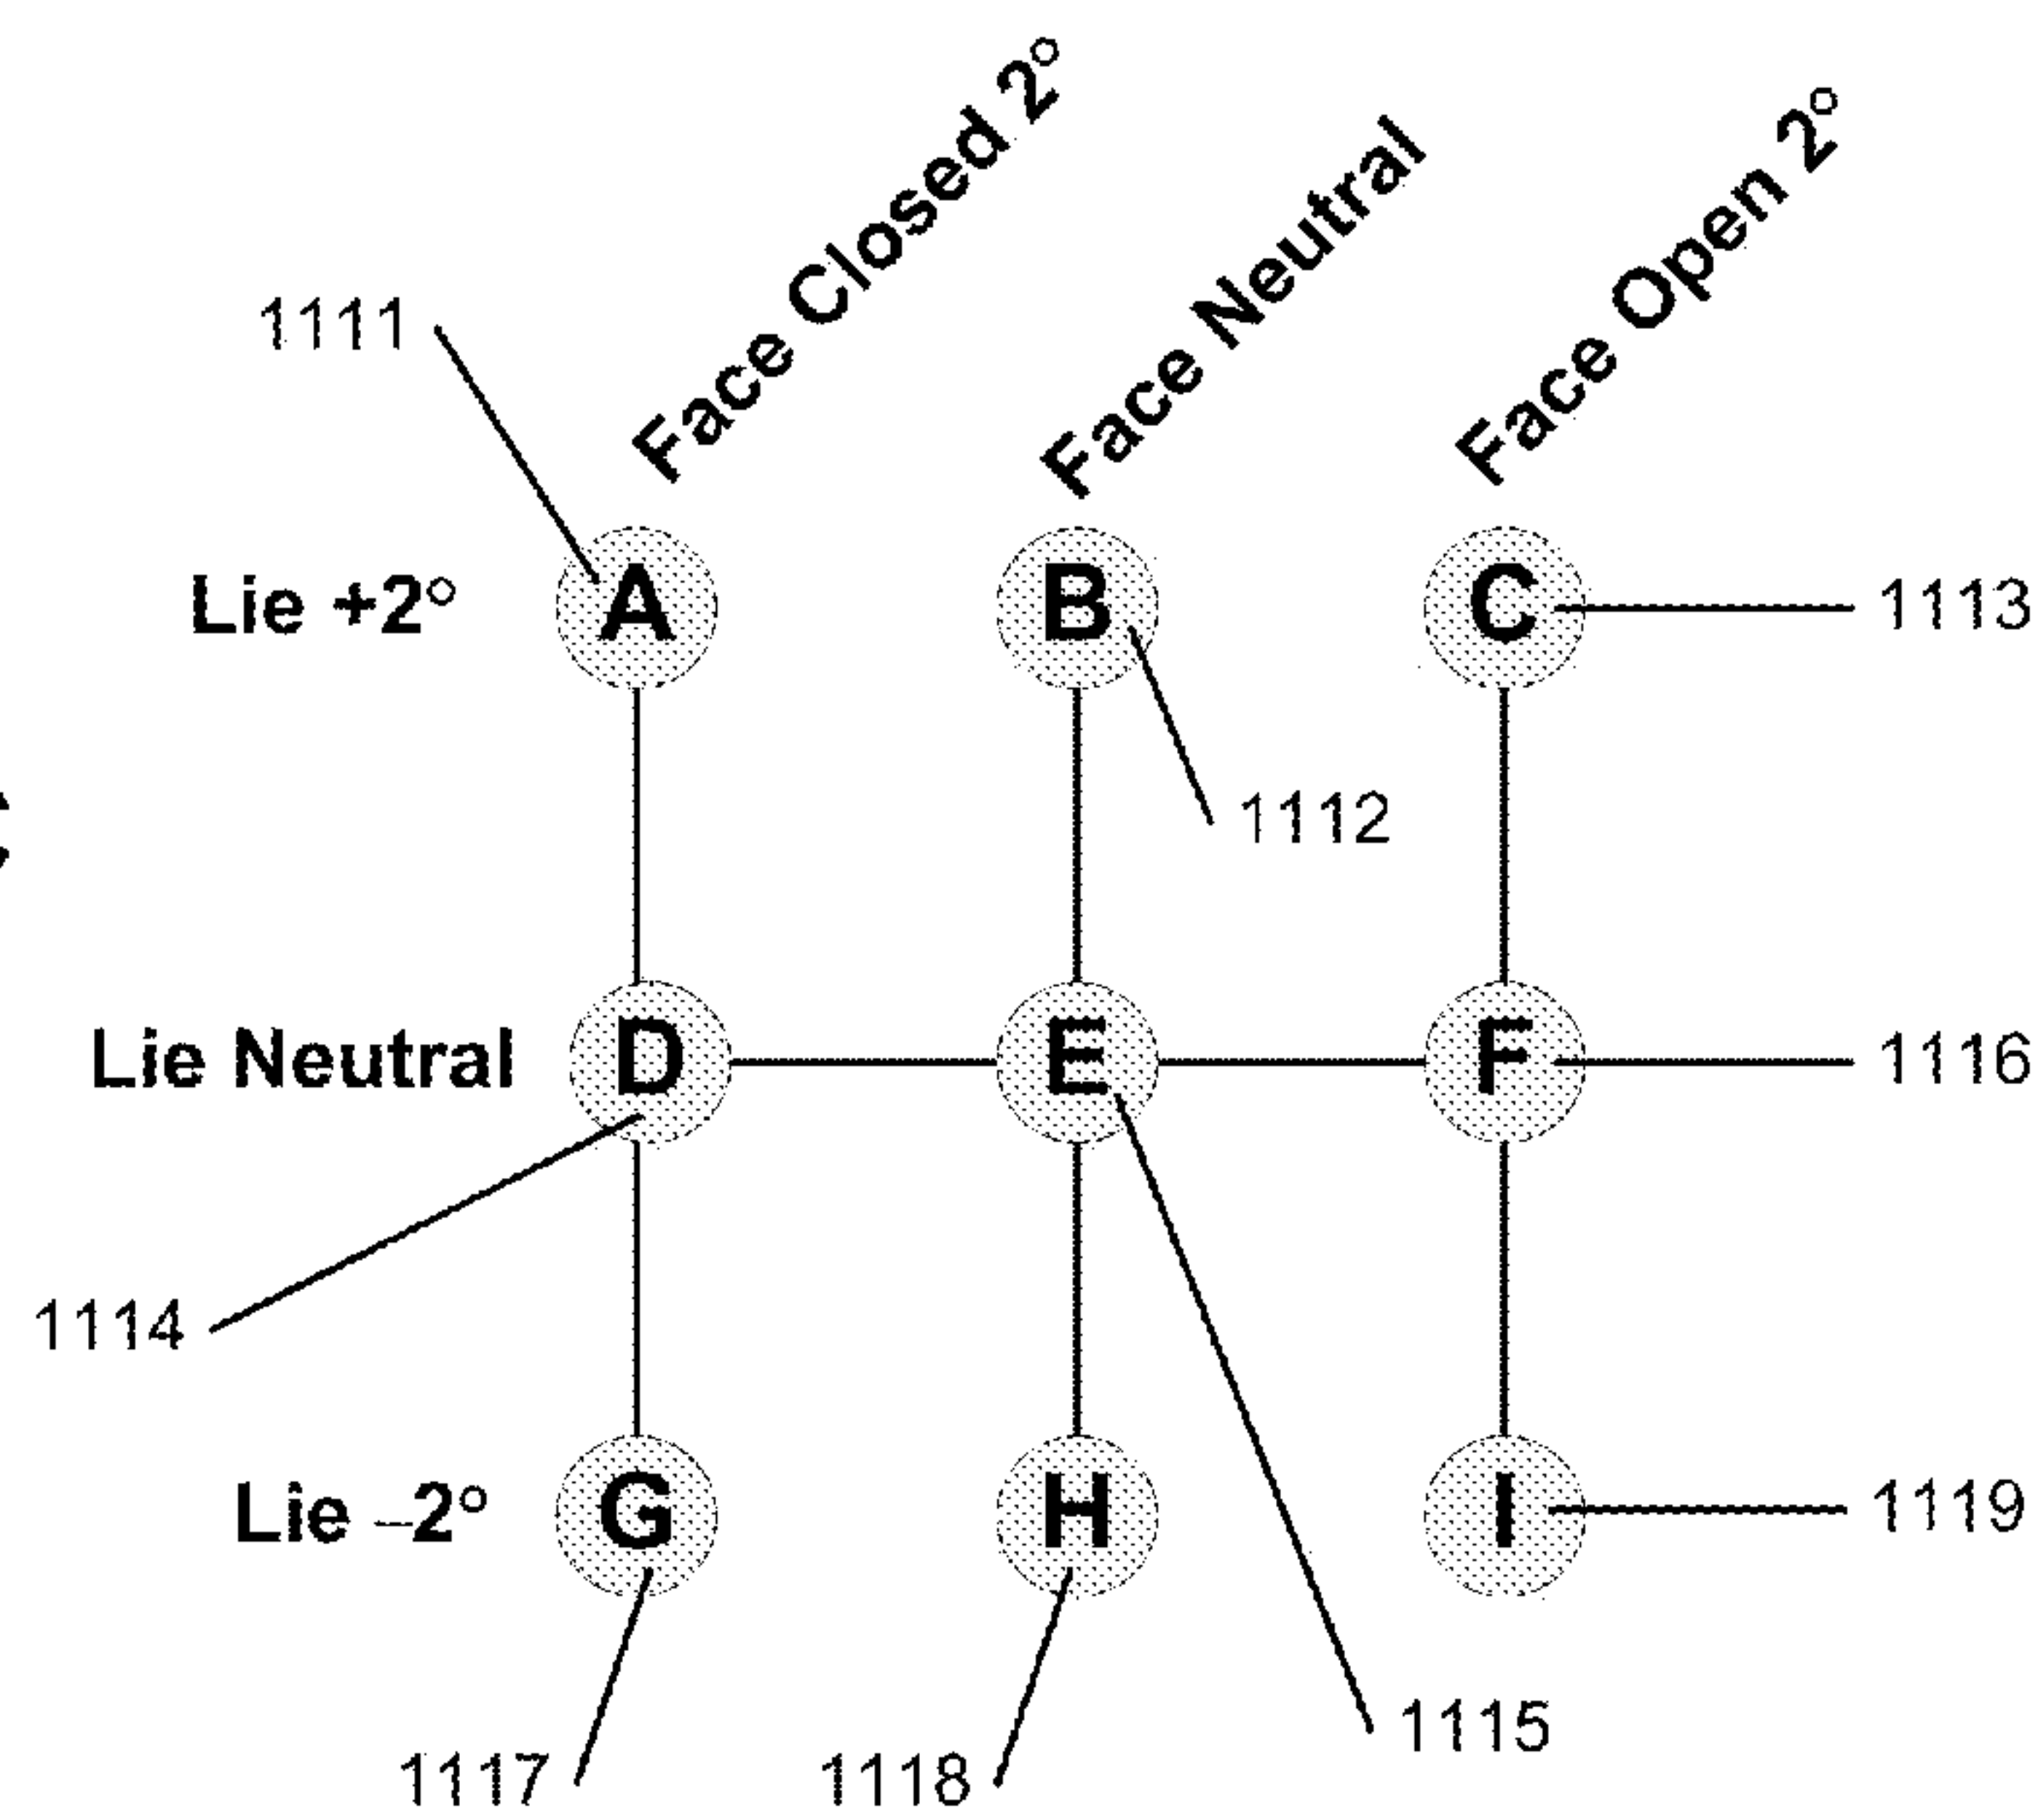 Face Closed 2°
Face Neutral
Face Open 2°
1111
Lie +2°
A
B
C
1113
1112
Lie Neutral
D
E
F
1116
1114
Lie –2°
G
H
I
1119
1115
1117
1118